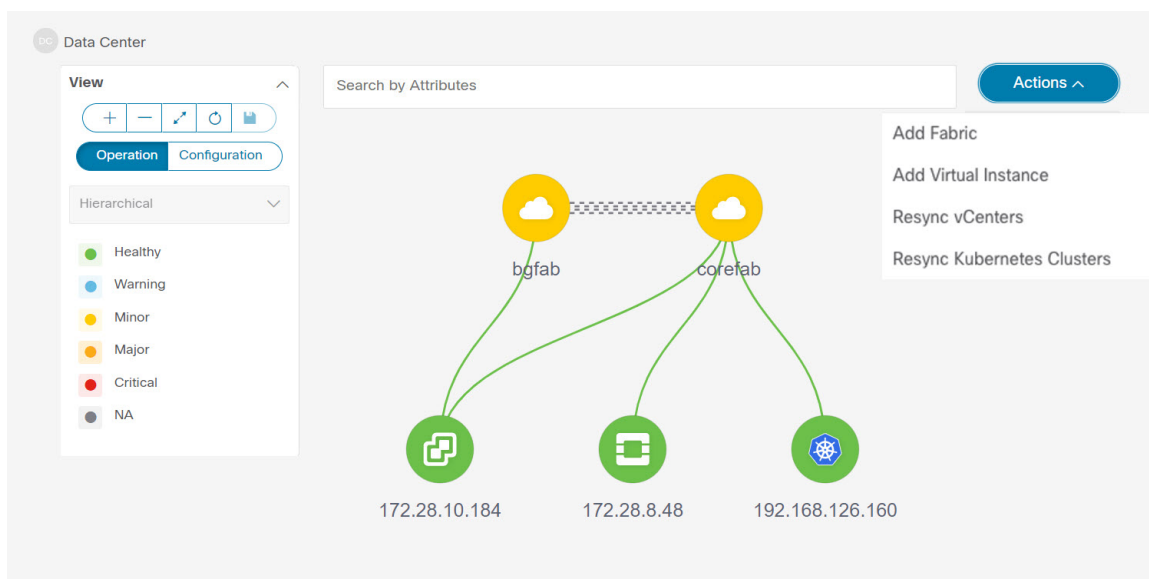 DC Data Center
View
Search by Attributes
Actions
Operation Configuration
Hierarchical
Healthy
Warning
Minor
Major
Critical
NA
Add Fabric
Add Virtual Instance
Resync vCenters
Resync Kubernetes Clusters
bgfab
corefab
172.28.10.184
172.28.8.48
192.168.126.160